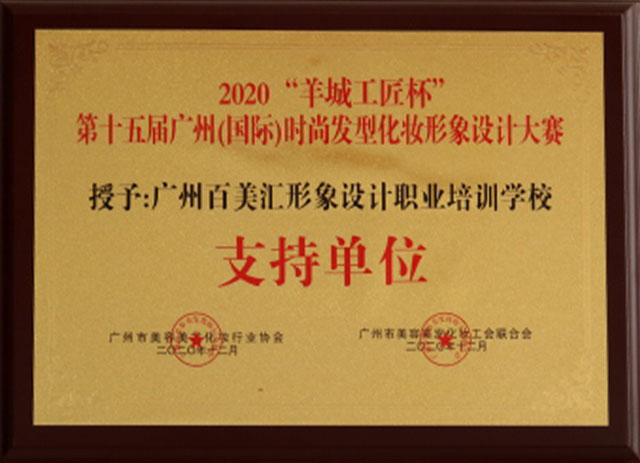 2020“羊城工匠杯”
第十五届广州(国际)时尚发型化妆形象设计大赛
授予:广州百美汇形象设计职业培训学校
支持单位
广州市美容美发化妆行业协会
二〇二〇年十二月
广州市美容美发化妆工会联合会
二〇二〇年十二月